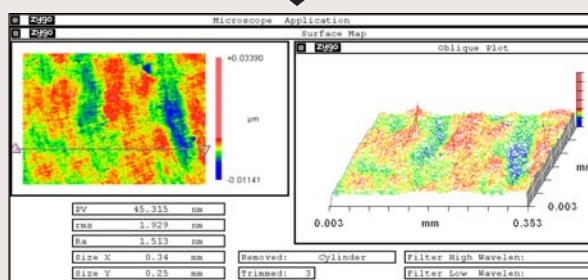 zygo Microscope Application
zygo Surface Map
zygo Oblique Plot
+0.03390
µm
-0.01141
mm
0.003
0.003 mm 0.353
PV 45.315 nm
rms 1.929 nm
Ra 1.513 nm
Size X 0.34 mm
Size Y 0.25 mm
Removed: Cylinder
Trimmed: 3
Filter High Wavelen:
Filter Low Wavelen: